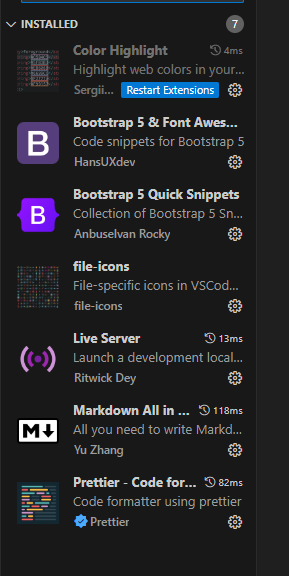 INSTALLED 7
Color Highlight 4ms
Highlight web colors in your...
Sergii... Restart Extensions
Bootstrap 5 & Font Awes...
Code snippets for Bootstrap 5
HansUXdev
Bootstrap 5 Quick Snippets
Collection of Bootstrap 5 Sn...
Anbuselvan Rocky
file-icons
File-specific icons in VSCod...
file-icons
Live Server 13ms
Launch a development local...
Ritwick Dey
Markdown All in ... 118ms
All you need to write Markd...
Yu Zhang
Prettier - Code for... 82ms
Code formatter using prettier
Prettier